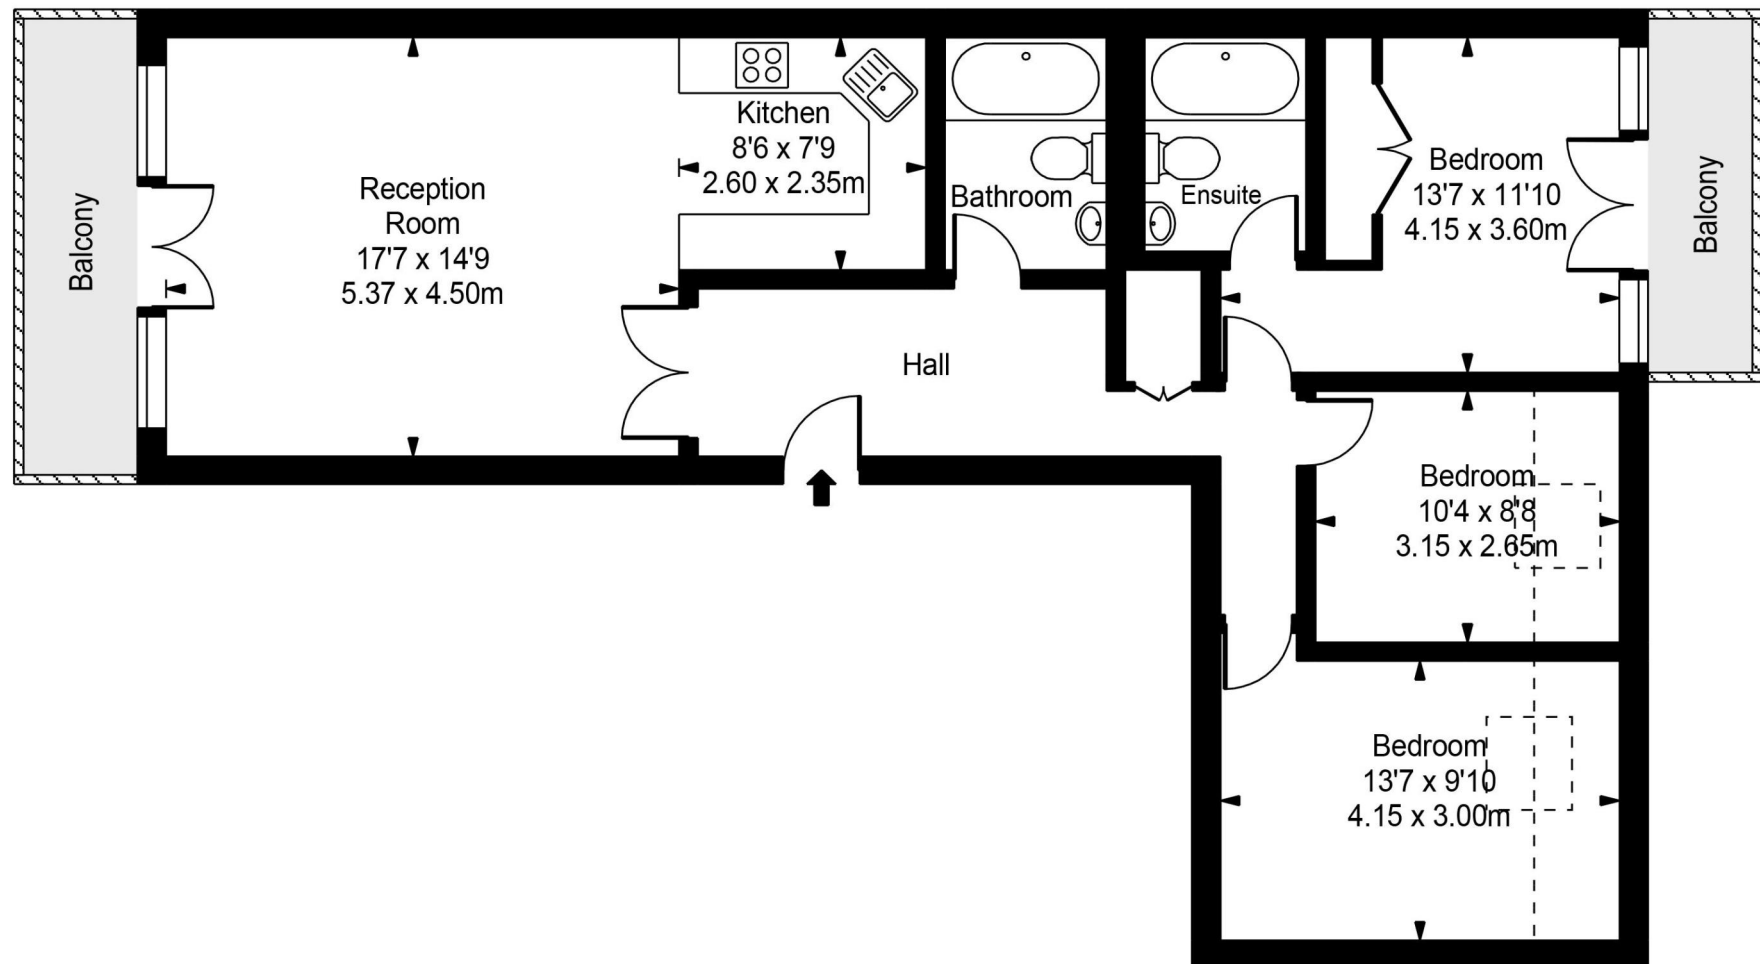 Balcony
Reception
Room
17'7 x 14'9
5.37 x 4.50m
Kitchen
8'6 x 7'9
2.60 x 2.35m
Bathroom
Ensuite
Bedroom
13'7 x 11'10
4.15 x 3.60m
Balcony
Hall
Bedroom
10'4 x 8'8
3.15 x 2.65m
Bedroom
13'7 x 9'10
4.15 x 3.00m